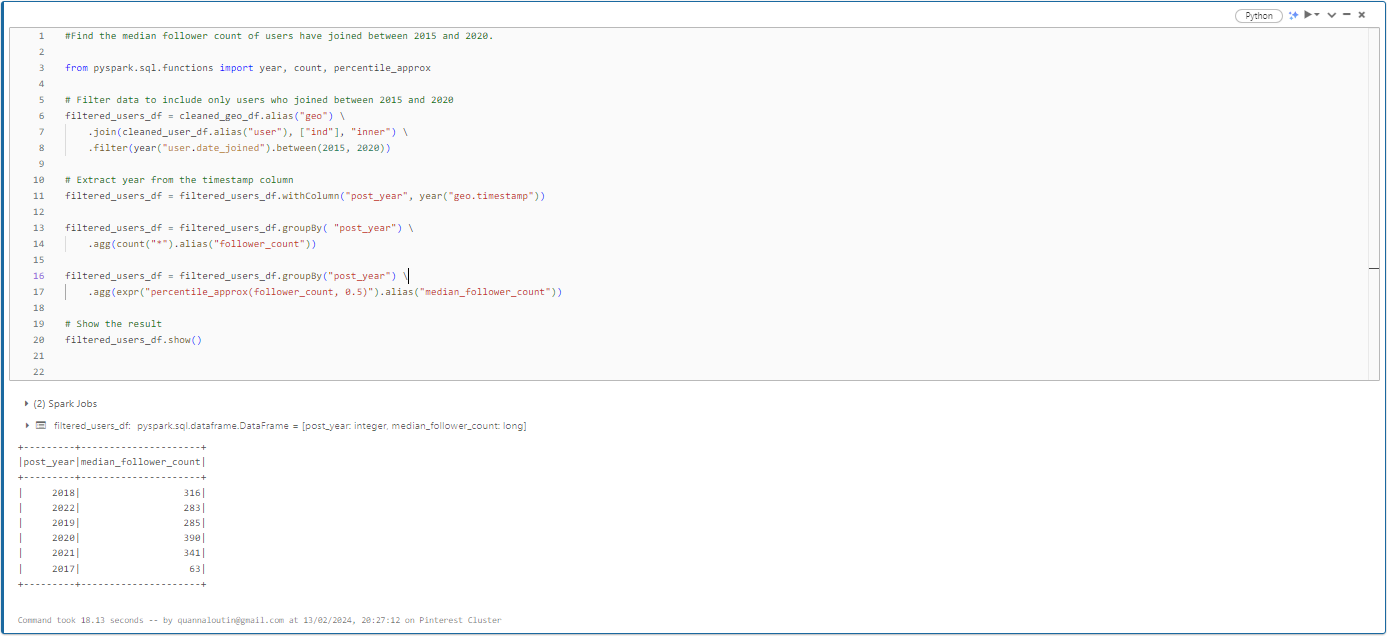 Python
1 #Find the median follower count of users have joined between 2015 and 2020.
2
3 from pyspark.sql.functions import year, count, percentile_approx
4
5 # Filter data to include only users who joined between 2015 and 2020
6 filtered_users_df = cleaned_geo_df.alias("geo") \
7 .join(cleaned_user_df.alias("user"), ["ind"], "inner") \
8 .filter(year("user.date_joined").between(2015, 2020))
9
10 # Extract year from the timestamp column
11 filtered_users_df = filtered_users_df.withColumn("post_year", year("geo.timestamp"))
12
13 filtered_users_df = filtered_users_df.groupBy( "post_year") \
14 .agg(count("*").alias("follower_count"))
15
16 filtered_users_df = filtered_users_df.groupBy("post_year") \
17 .agg(expr("percentile_approx(follower_count, 0.5)").alias("median_follower_count"))
18
19 # Show the result
20 filtered_users_df.show()
21
22
(2) Spark Jobs
filtered_users_df: pyspark.sql.dataframe.DataFrame = [post_year: integer, median_follower_count: long]
+---------+---------------------+
|post_year|median_follower_count|
+---------+---------------------+
|     2018|                  316|
|     2022|                  283|
|     2019|                  285|
|     2020|                  390|
|     2021|                  341|
|     2017|                   63|
+---------+---------------------+
Command took 18.13 seconds -- by quannaloutin@gmail.com at 13/02/2024, 20:27:12 on Pinterest Cluster